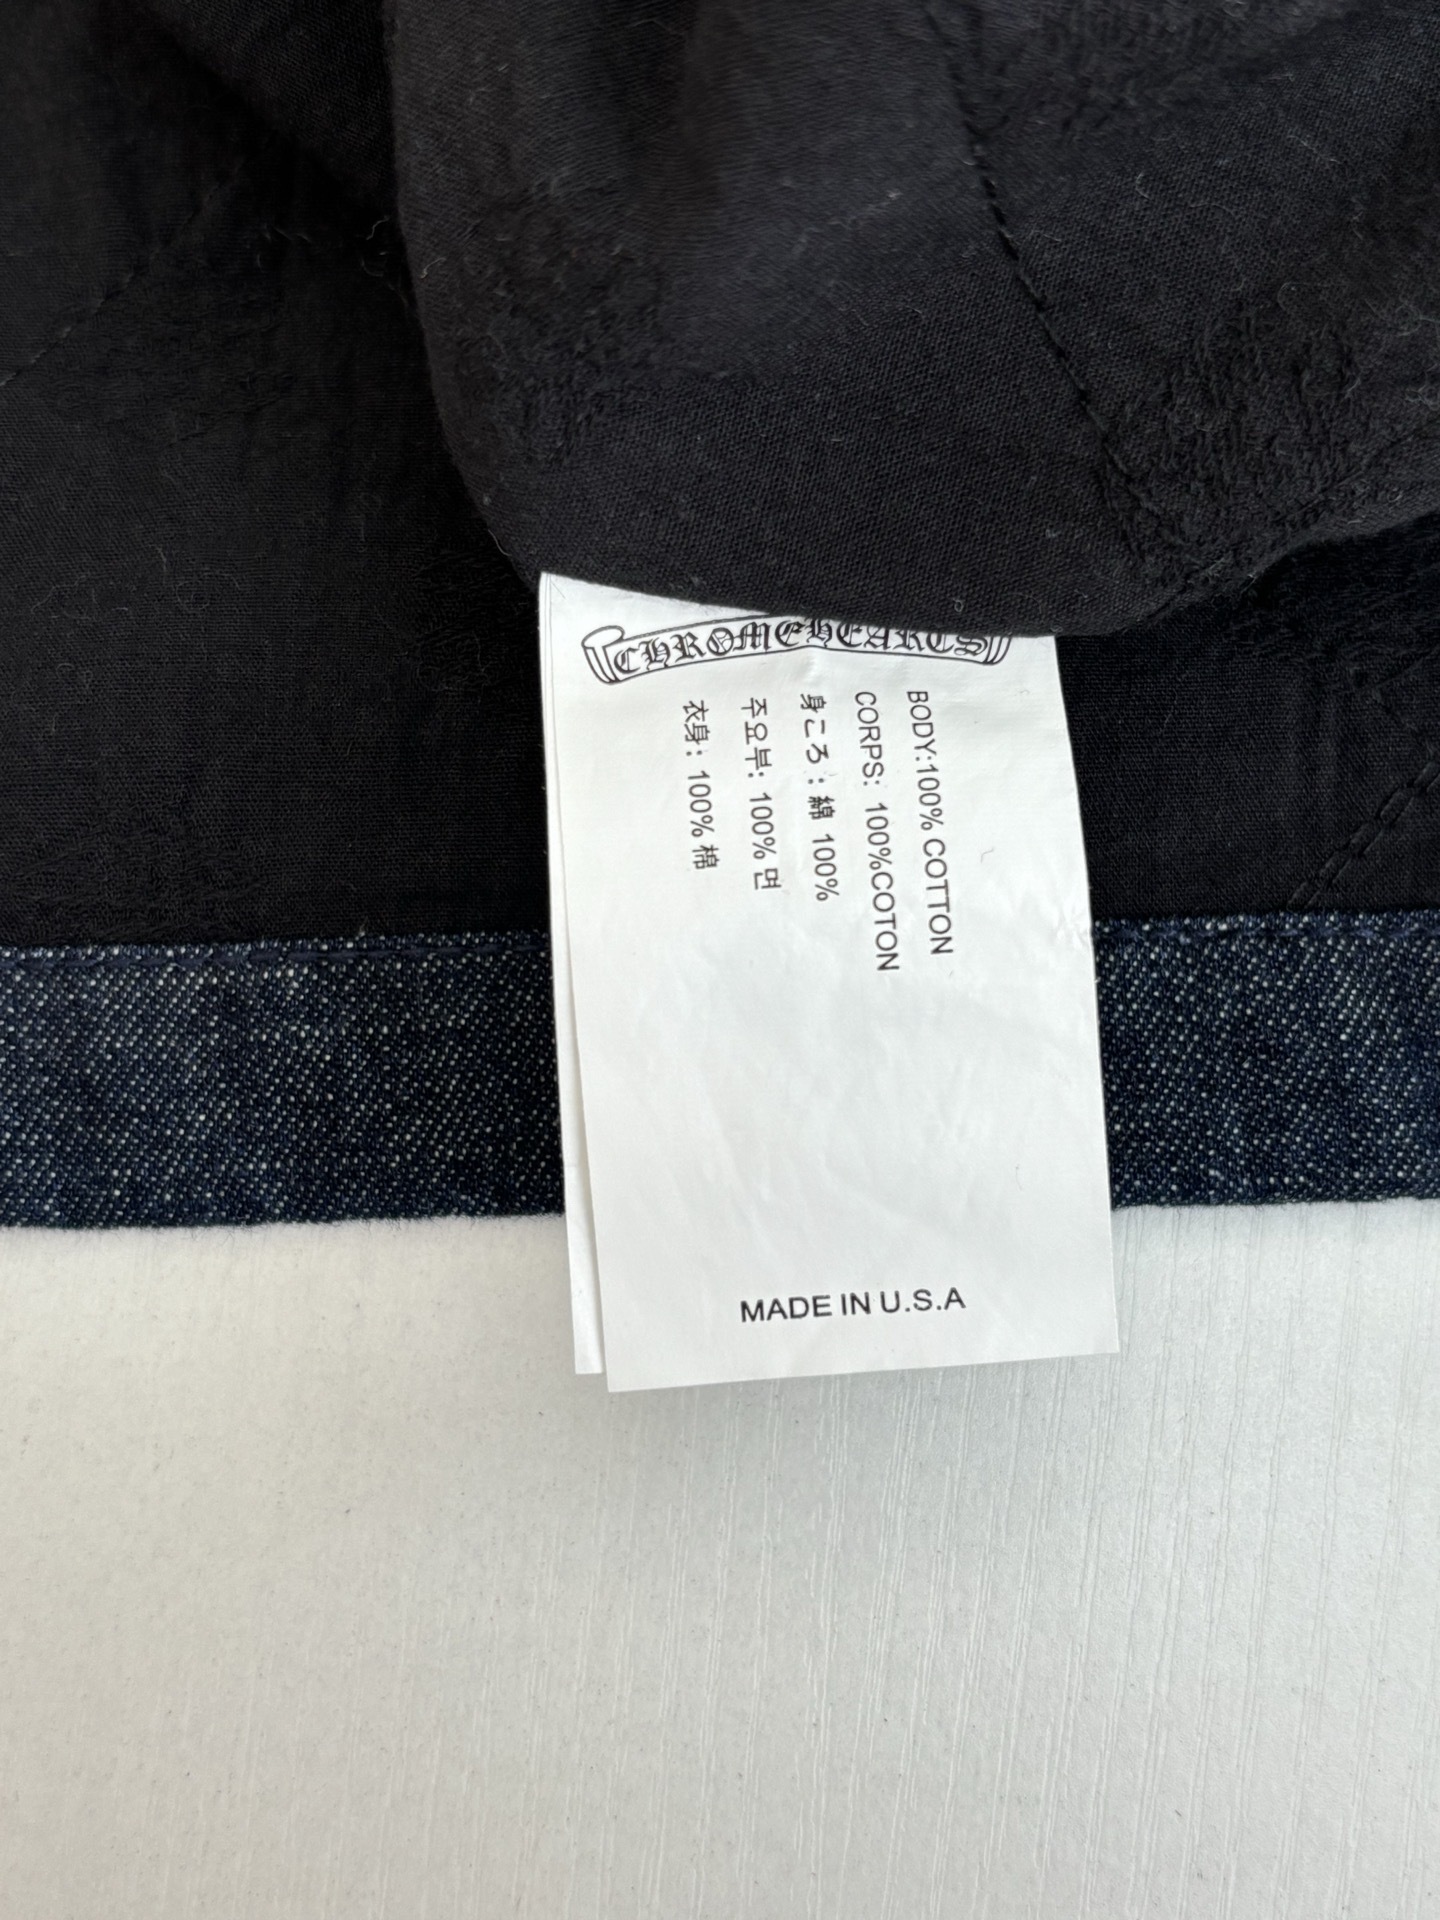 CHROMEHEARTS
BODY:100% COTTON
CORPS: 100%COTON
身ころ : 綿 100%
주요부: 100% 면
衣身: 100% 棉
MADE IN U.S.A